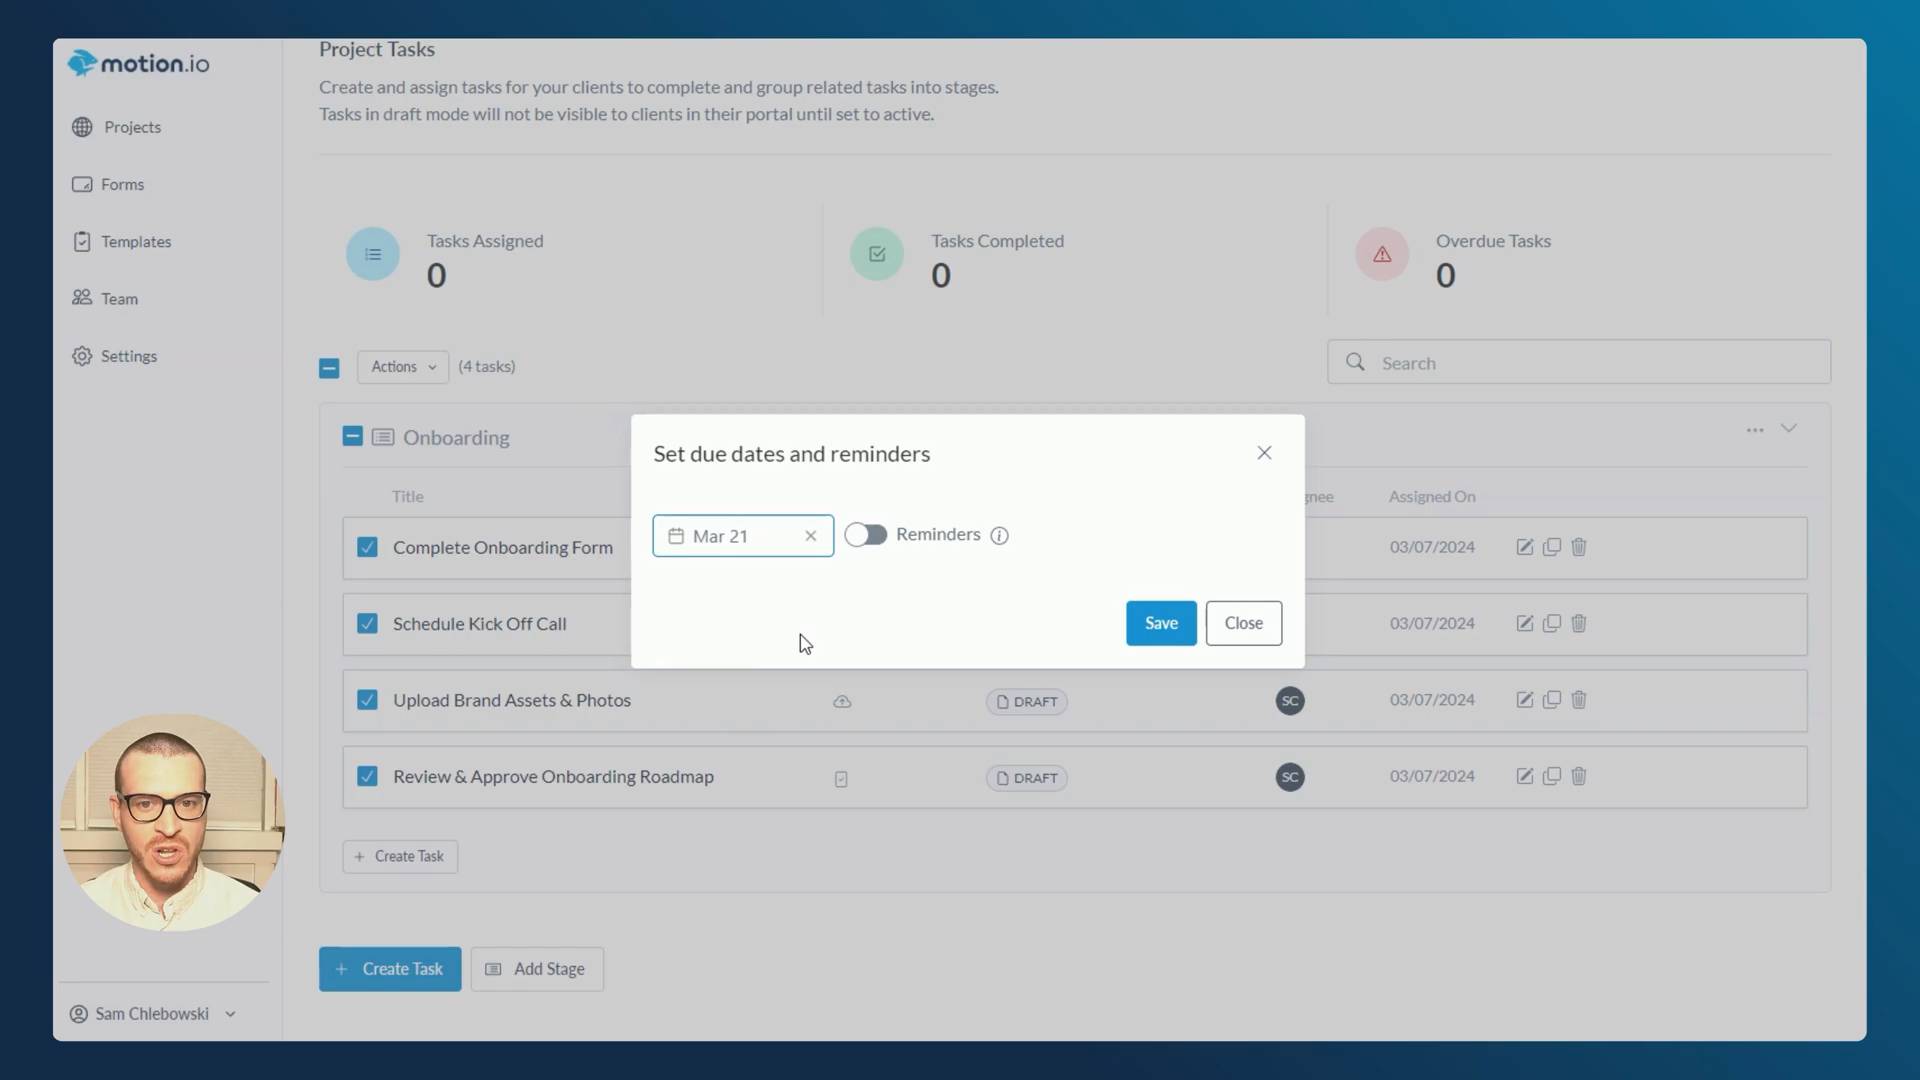 motion.io
Projects
Forms
Templates
Team
Settings
Sam Chlebowski
Project Tasks
Create and assign tasks for your clients to complete and group related tasks into stages.
Tasks in draft mode will not be visible to clients in their portal until set to active.
Tasks Assigned
0
Tasks Completed
0
Overdue Tasks
0
Actions
(4 tasks)
Search
Onboarding
Title
Assigned On
Complete Onboarding Form
03/07/2024
Schedule Kick Off Call
03/07/2024
Upload Brand Assets & Photos
DRAFT
SC
03/07/2024
Review & Approve Onboarding Roadmap
DRAFT
SC
03/07/2024
+ Create Task
+ Create Task
Add Stage
Set due dates and reminders
Mar 21
Reminders
Save
Close